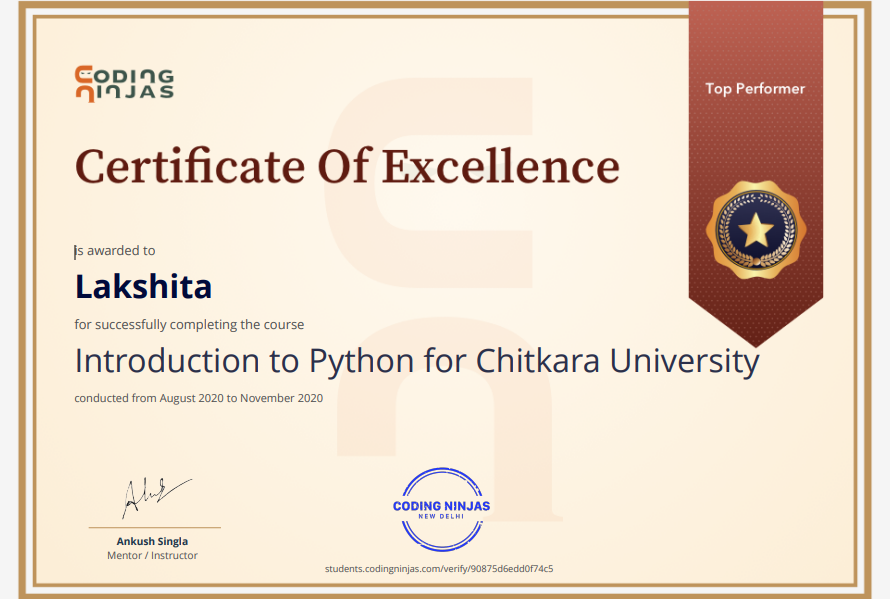 CODING
NINJAS
Top Performer
Certificate Of Excellence
is awarded to
Lakshita
for successfully completing the course
Introduction to Python for Chitkara University
conducted from August 2020 to November 2020
Ankush Singla
Mentor / Instructor
CODING NINJAS
NEW DELHI
students.codingninjas.com/verify/90875d6edd0f74c5